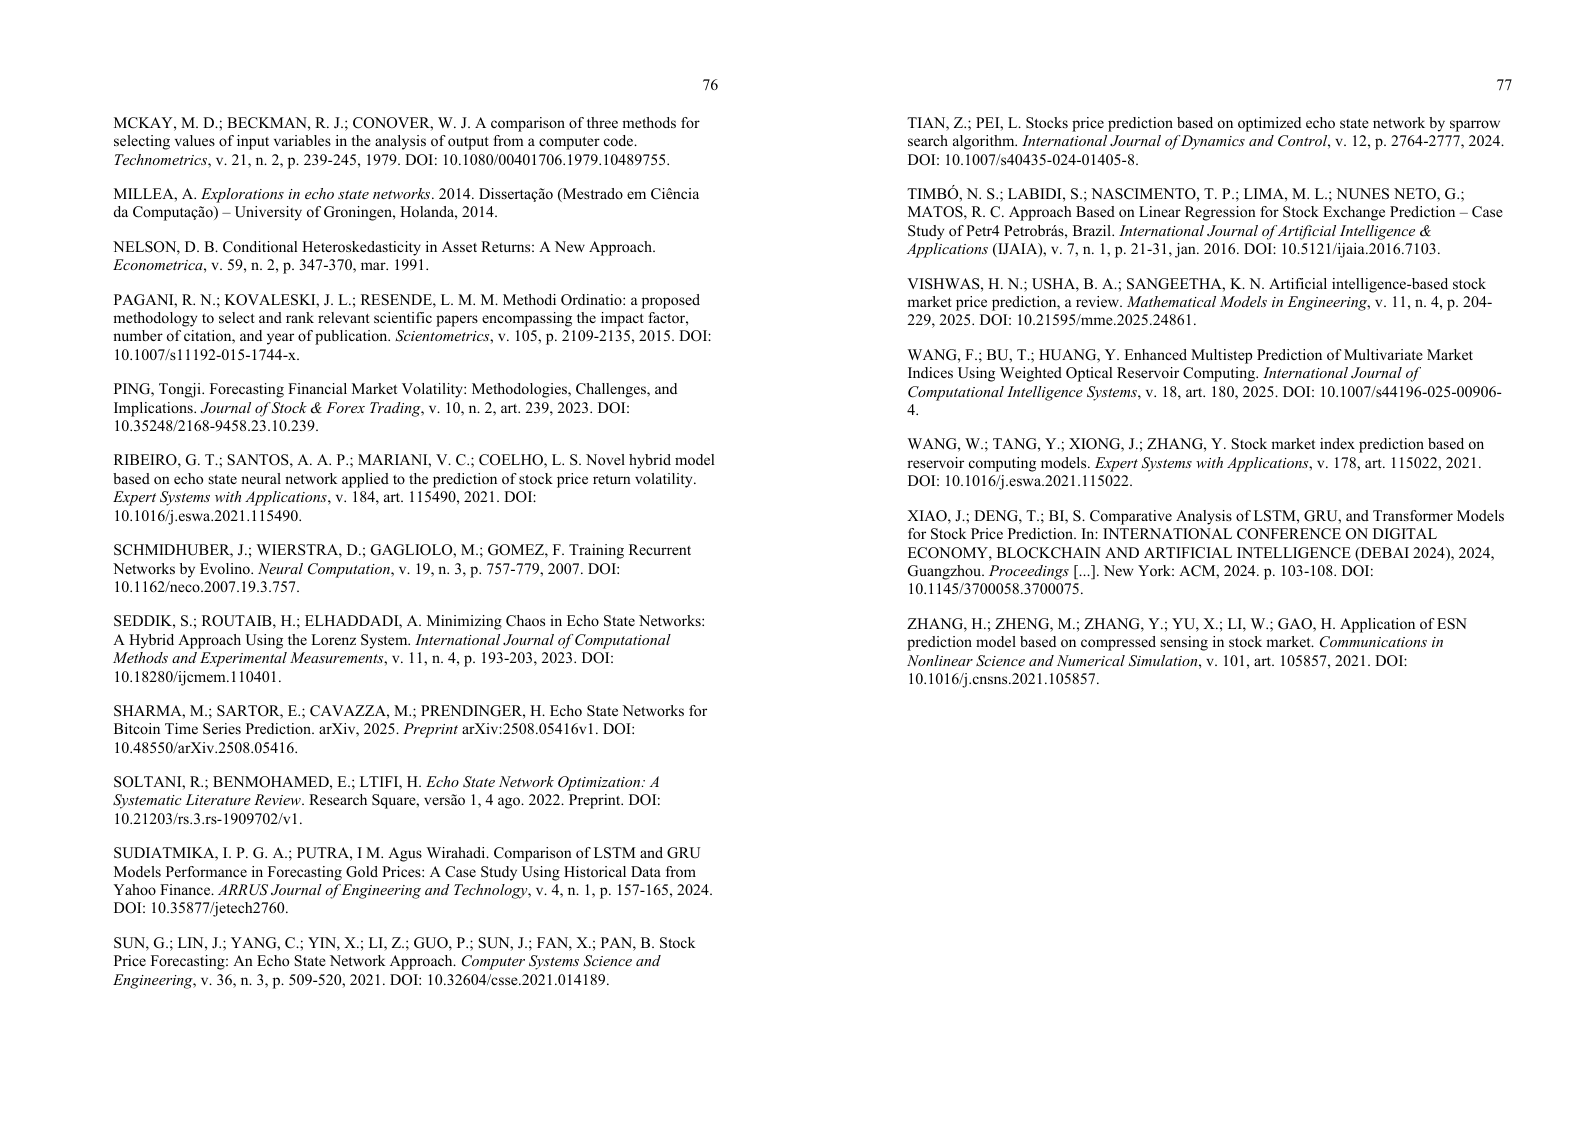 76
MCKAY, M. D.; BECKMAN, R. J.; CONOVER, W. J. A comparison of three methods for
selecting values of input variables in the analysis of output from a computer code.
Technometrics, v. 21, n. 2, p. 239-245, 1979. DOI: 10.1080/00401706.1979.10489755.
MILLEA, A. Explorations in echo state networks. 2014. Dissertação (Mestrado em Ciência
da Computação) – University of Groningen, Holanda, 2014.
NELSON, D. B. Conditional Heteroskedasticity in Asset Returns: A New Approach.
Econometrica, v. 59, n. 2, p. 347-370, mar. 1991.
PAGANI, R. N.; KOVALESKI, J. L.; RESENDE, L. M. M. Methodi Ordinatio: a proposed
methodology to select and rank relevant scientific papers encompassing the impact factor,
number of citation, and year of publication. Scientometrics, v. 105, p. 2109-2135, 2015. DOI:
10.1007/s11192-015-1744-x.
PING, Tongji. Forecasting Financial Market Volatility: Methodologies, Challenges, and
Implications. Journal of Stock & Forex Trading, v. 10, n. 2, art. 239, 2023. DOI:
10.35248/2168-9458.23.10.239.
RIBEIRO, G. T.; SANTOS, A. A. P.; MARIANI, V. C.; COELHO, L. S. Novel hybrid model
based on echo state neural network applied to the prediction of stock price return volatility.
Expert Systems with Applications, v. 184, art. 115490, 2021. DOI:
10.1016/j.eswa.2021.115490.
SCHMIDHUBER, J.; WIERSTRA, D.; GAGLIOLO, M.; GOMEZ, F. Training Recurrent
Networks by Evolino. Neural Computation, v. 19, n. 3, p. 757-779, 2007. DOI:
10.1162/neco.2007.19.3.757.
SEDDIK, S.; ROUTAIB, H.; ELHADDADI, A. Minimizing Chaos in Echo State Networks:
A Hybrid Approach Using the Lorenz System. International Journal of Computational
Methods and Experimental Measurements, v. 11, n. 4, p. 193-203, 2023. DOI:
10.18280/ijcmem.110401.
SHARMA, M.; SARTOR, E.; CAVAZZA, M.; PRENDINGER, H. Echo State Networks for
Bitcoin Time Series Prediction. arXiv, 2025. Preprint arXiv:2508.05416v1. DOI:
10.48550/arXiv.2508.05416.
SOLTANI, R.; BENMOHAMED, E.; LTIFI, H. Echo State Network Optimization: A
Systematic Literature Review. Research Square, versão 1, 4 ago. 2022. Preprint. DOI:
10.21203/rs.3.rs-1909702/v1.
SUDIATMIKA, I. P. G. A.; PUTRA, I M. Agus Wirahadi. Comparison of LSTM and GRU
Models Performance in Forecasting Gold Prices: A Case Study Using Historical Data from
Yahoo Finance. ARRUS Journal of Engineering and Technology, v. 4, n. 1, p. 157-165, 2024.
DOI: 10.35877/jetech2760.
SUN, G.; LIN, J.; YANG, C.; YIN, X.; LI, Z.; GUO, P.; SUN, J.; FAN, X.; PAN, B. Stock
Price Forecasting: An Echo State Network Approach. Computer Systems Science and
Engineering, v. 36, n. 3, p. 509-520, 2021. DOI: 10.32604/csse.2021.014189.
77
TIAN, Z.; PEI, L. Stocks price prediction based on optimized echo state network by sparrow
search algorithm. International Journal of Dynamics and Control, v. 12, p. 2764-2777, 2024.
DOI: 10.1007/s40435-024-01405-8.
TIMBÓ, N. S.; LABIDI, S.; NASCIMENTO, T. P.; LIMA, M. L.; NUNES NETO, G.;
MATOS, R. C. Approach Based on Linear Regression for Stock Exchange Prediction – Case
Study of Petr4 Petrobrás, Brazil. International Journal of Artificial Intelligence &
Applications (IJAIA), v. 7, n. 1, p. 21-31, jan. 2016. DOI: 10.5121/ijaia.2016.7103.
VISHWAS, H. N.; USHA, B. A.; SANGEETHA, K. N. Artificial intelligence-based stock
market price prediction, a review. Mathematical Models in Engineering, v. 11, n. 4, p. 204-
229, 2025. DOI: 10.21595/mme.2025.24861.
WANG, F.; BU, T.; HUANG, Y. Enhanced Multistep Prediction of Multivariate Market
Indices Using Weighted Optical Reservoir Computing. International Journal of
Computational Intelligence Systems, v. 18, art. 180, 2025. DOI: 10.1007/s44196-025-00906-
4.
WANG, W.; TANG, Y.; XIONG, J.; ZHANG, Y. Stock market index prediction based on
reservoir computing models. Expert Systems with Applications, v. 178, art. 115022, 2021.
DOI: 10.1016/j.eswa.2021.115022.
XIAO, J.; DENG, T.; BI, S. Comparative Analysis of LSTM, GRU, and Transformer Models
for Stock Price Prediction. In: INTERNATIONAL CONFERENCE ON DIGITAL
ECONOMY, BLOCKCHAIN AND ARTIFICIAL INTELLIGENCE (DEBAI 2024), 2024,
Guangzhou. Proceedings [...]. New York: ACM, 2024. p. 103-108. DOI:
10.1145/3700058.3700075.
ZHANG, H.; ZHENG, M.; ZHANG, Y.; YU, X.; LI, W.; GAO, H. Application of ESN
prediction model based on compressed sensing in stock market. Communications in
Nonlinear Science and Numerical Simulation, v. 101, art. 105857, 2021. DOI:
10.1016/j.cnsns.2021.105857.